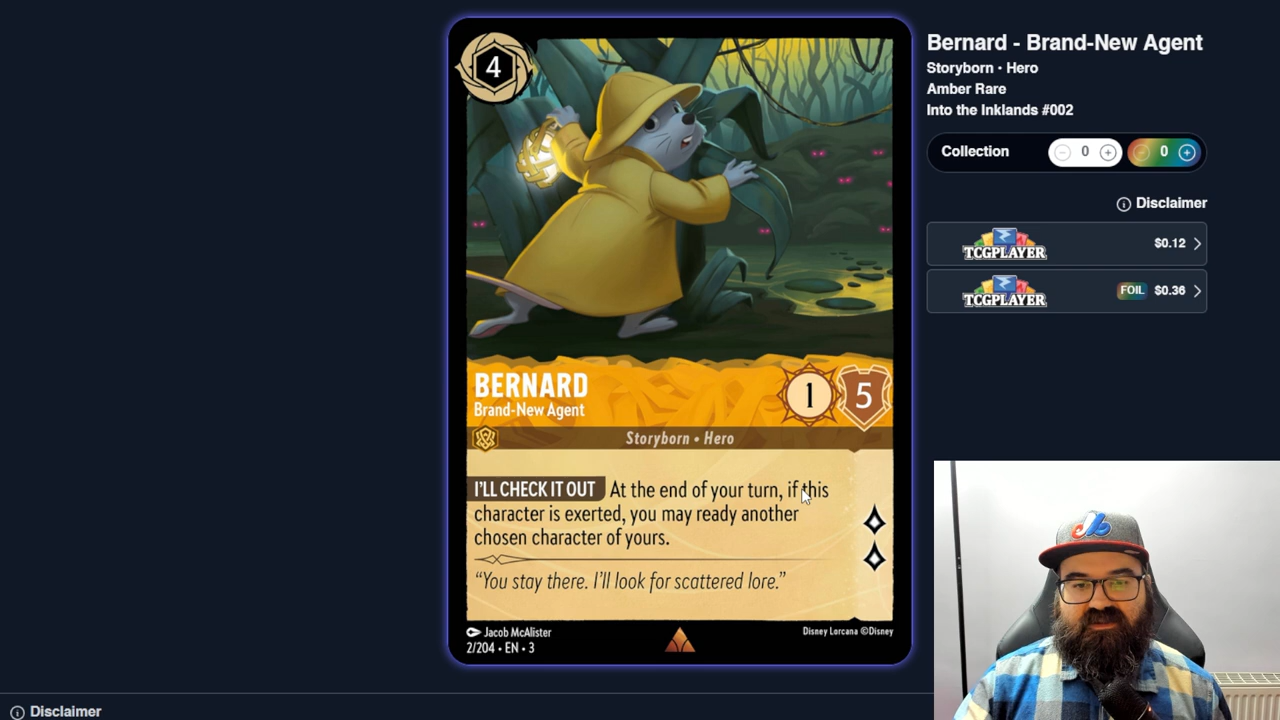 4
BERNARD
Brand-New Agent
1
5
Storyborn • Hero
I'LL CHECK IT OUT At the end of your turn, if this
character is exerted, you may ready another
chosen character of yours.
"You stay there. I'll look for scattered lore."
Jacob McAlister
2/204 • EN • 3
Disney Lorcana ©Disney
Bernard - Brand-New Agent
Storyborn • Hero
Amber Rare
Into the Inklands #002
Collection
0
0
Disclaimer
TCGPLAYER
$0.12
TCGPLAYER
FOIL $0.36
Disclaimer